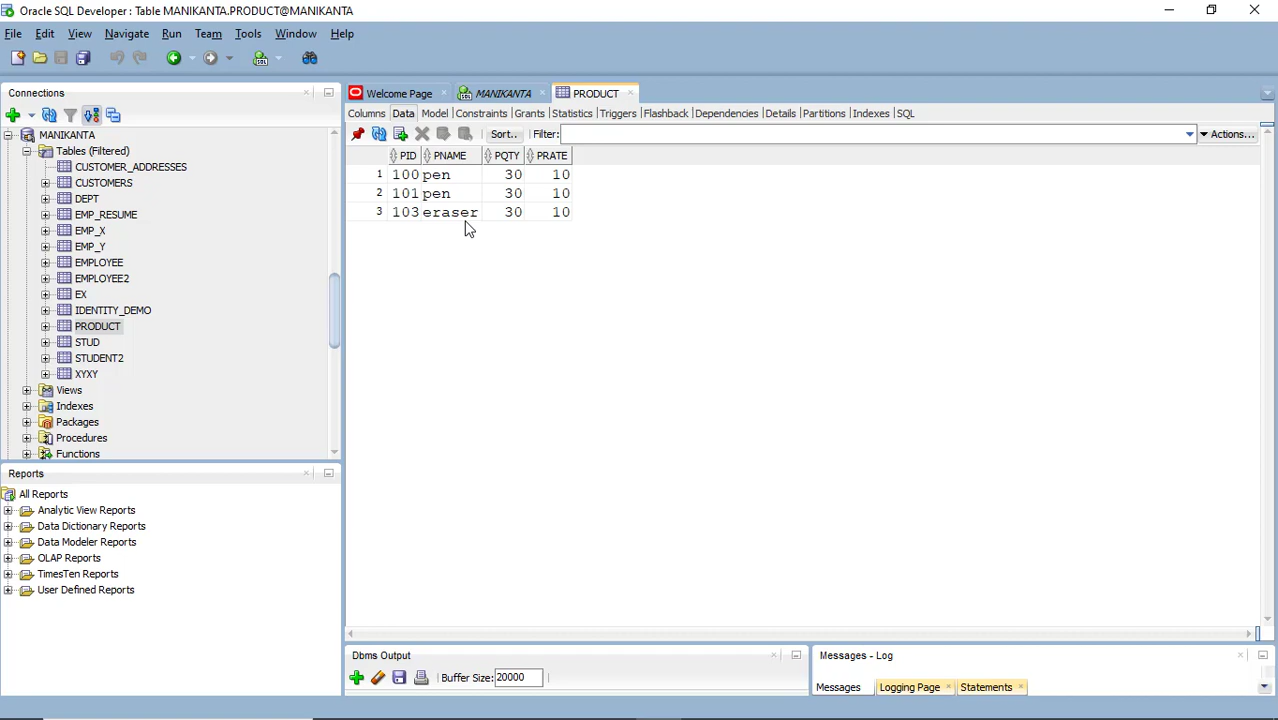 Oracle SQL Developer : Table MANIKANTA.PRODUCT@MANIKANTA
File Edit View Navigate Run Team Tools Window Help
Connections
MANIKANTA
Tables (Filtered)
CUSTOMER_ADDRESSES
CUSTOMERS
DEPT
EMP_RESUME
EMP_X
EMP_Y
EMPLOYEE
EMPLOYEE2
EX
IDENTITY_DEMO
PRODUCT
STUD
STUDENT2
XYXY
Views
Indexes
Packages
Procedures
Functions
Reports
All Reports
Analytic View Reports
Data Dictionary Reports
Data Modeler Reports
OLAP Reports
TimesTen Reports
User Defined Reports
Welcome Page MANIKANTA PRODUCT
Columns Data Model Constraints Grants Statistics Triggers Flashback Dependencies Details Partitions Indexes SQL
Sort.. Filter: Actions...
PID PNAME PQTY PRATE
1 100 pen 30 10
2 101 pen 30 10
3 103 eraser 30 10
Dbms Output
Buffer Size: 20000
Messages - Log
Messages Logging Page Statements